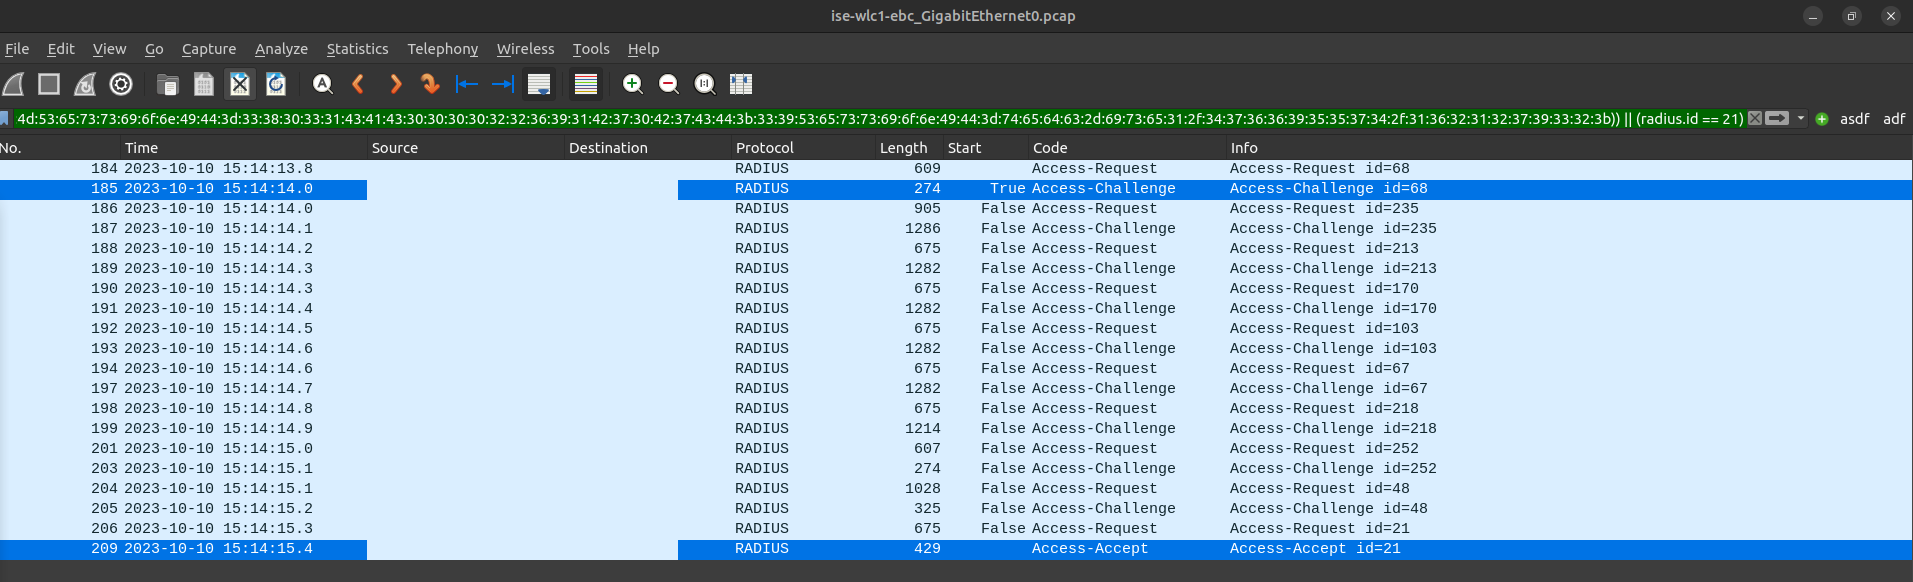 ise-wlc1-ebc_GigabitEthernet0.pcap
File Edit View Go Capture Analyze Statistics Telephony Wireless Tools Help
4d:53:65:73:73:69:6f:6e:49:44:3d:33:38:30:33:31:43:41:43:30:30:30:30:32:32:36:39:31:42:37:30:42:37:43:44:3b:33:39:53:65:73:73:69:6f:6e:49:44:3d:74:65:64:63:2d:69:73:65:31:2f:34:37:36:36:39:35:35:37:34:2f:31:36:32:31:32:37:39:33:32:3b)) || (radius.id == 21) asdf adf
No. Time Source Destination Protocol Length Start Code Info
184 2023-10-10 15:14:13.8 RADIUS 609 Access-Request Access-Request id=68
185 2023-10-10 15:14:14.0 RADIUS 274 True Access-Challenge Access-Challenge id=68
186 2023-10-10 15:14:14.0 RADIUS 905 False Access-Request Access-Request id=235
187 2023-10-10 15:14:14.1 RADIUS 1286 False Access-Challenge Access-Challenge id=235
188 2023-10-10 15:14:14.2 RADIUS 675 False Access-Request Access-Request id=213
189 2023-10-10 15:14:14.3 RADIUS 1282 False Access-Challenge Access-Challenge id=213
190 2023-10-10 15:14:14.3 RADIUS 675 False Access-Request Access-Request id=170
191 2023-10-10 15:14:14.4 RADIUS 1282 False Access-Challenge Access-Challenge id=170
192 2023-10-10 15:14:14.5 RADIUS 675 False Access-Request Access-Request id=103
193 2023-10-10 15:14:14.6 RADIUS 1282 False Access-Challenge Access-Challenge id=103
194 2023-10-10 15:14:14.6 RADIUS 675 False Access-Request Access-Request id=67
197 2023-10-10 15:14:14.7 RADIUS 1282 False Access-Challenge Access-Challenge id=67
198 2023-10-10 15:14:14.8 RADIUS 675 False Access-Request Access-Request id=218
199 2023-10-10 15:14:14.9 RADIUS 1214 False Access-Challenge Access-Challenge id=218
201 2023-10-10 15:14:15.0 RADIUS 607 False Access-Request Access-Request id=252
203 2023-10-10 15:14:15.1 RADIUS 274 False Access-Challenge Access-Challenge id=252
204 2023-10-10 15:14:15.1 RADIUS 1028 False Access-Request Access-Request id=48
205 2023-10-10 15:14:15.2 RADIUS 325 False Access-Challenge Access-Challenge id=48
206 2023-10-10 15:14:15.3 RADIUS 675 False Access-Request Access-Request id=21
209 2023-10-10 15:14:15.4 RADIUS 429 Access-Accept Access-Accept id=21